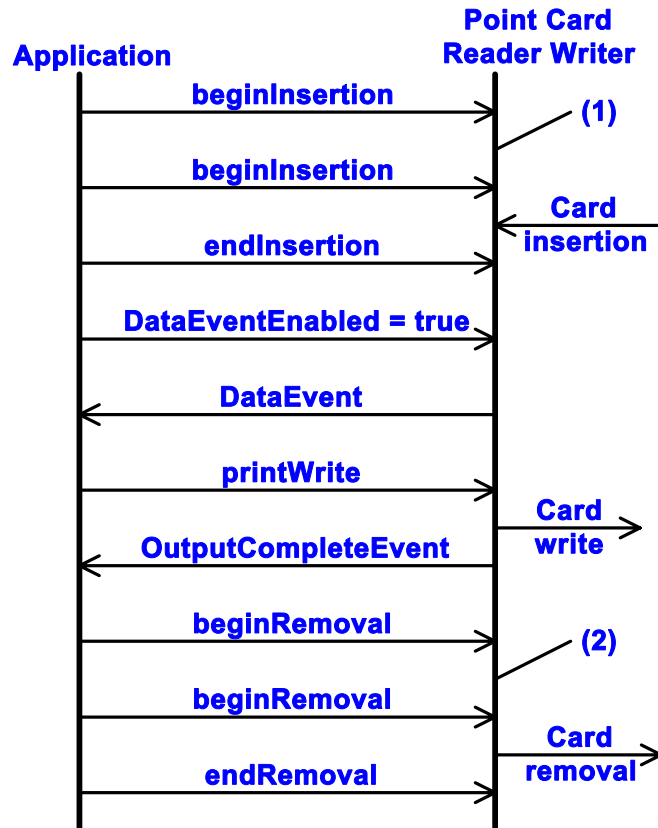 Point Card
Application
Reader Writer
beginInsertion
(1)
beginInsertion
Card
insertion
endInsertion
DataEventEnabled = true
DataEvent
printWrite
Card
write
OutputCompleteEvent
beginRemoval
(2)
beginRemoval
Card
removal
endRemoval